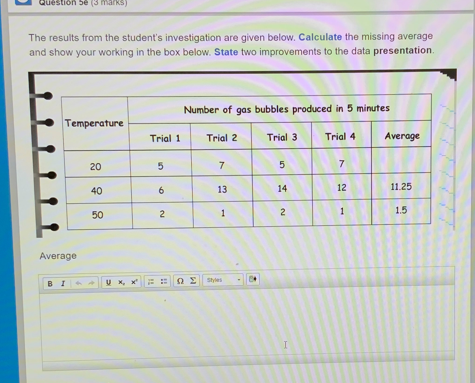 Question 5e (3 marks)
The results from the student's investigation are given below. Calculate the missing average
and show your working in the box below. State two improvements to the data presentation.
Temperature
Number of gas bubbles produced in 5 minutes
Trial 1 Trial 2 Trial 3 Trial 4 Average
20 5 7 5 7
40 6 13 14 12 11.25
50 2 1 2 1 1.5
Average
B I U x, x² Ω Σ Styles